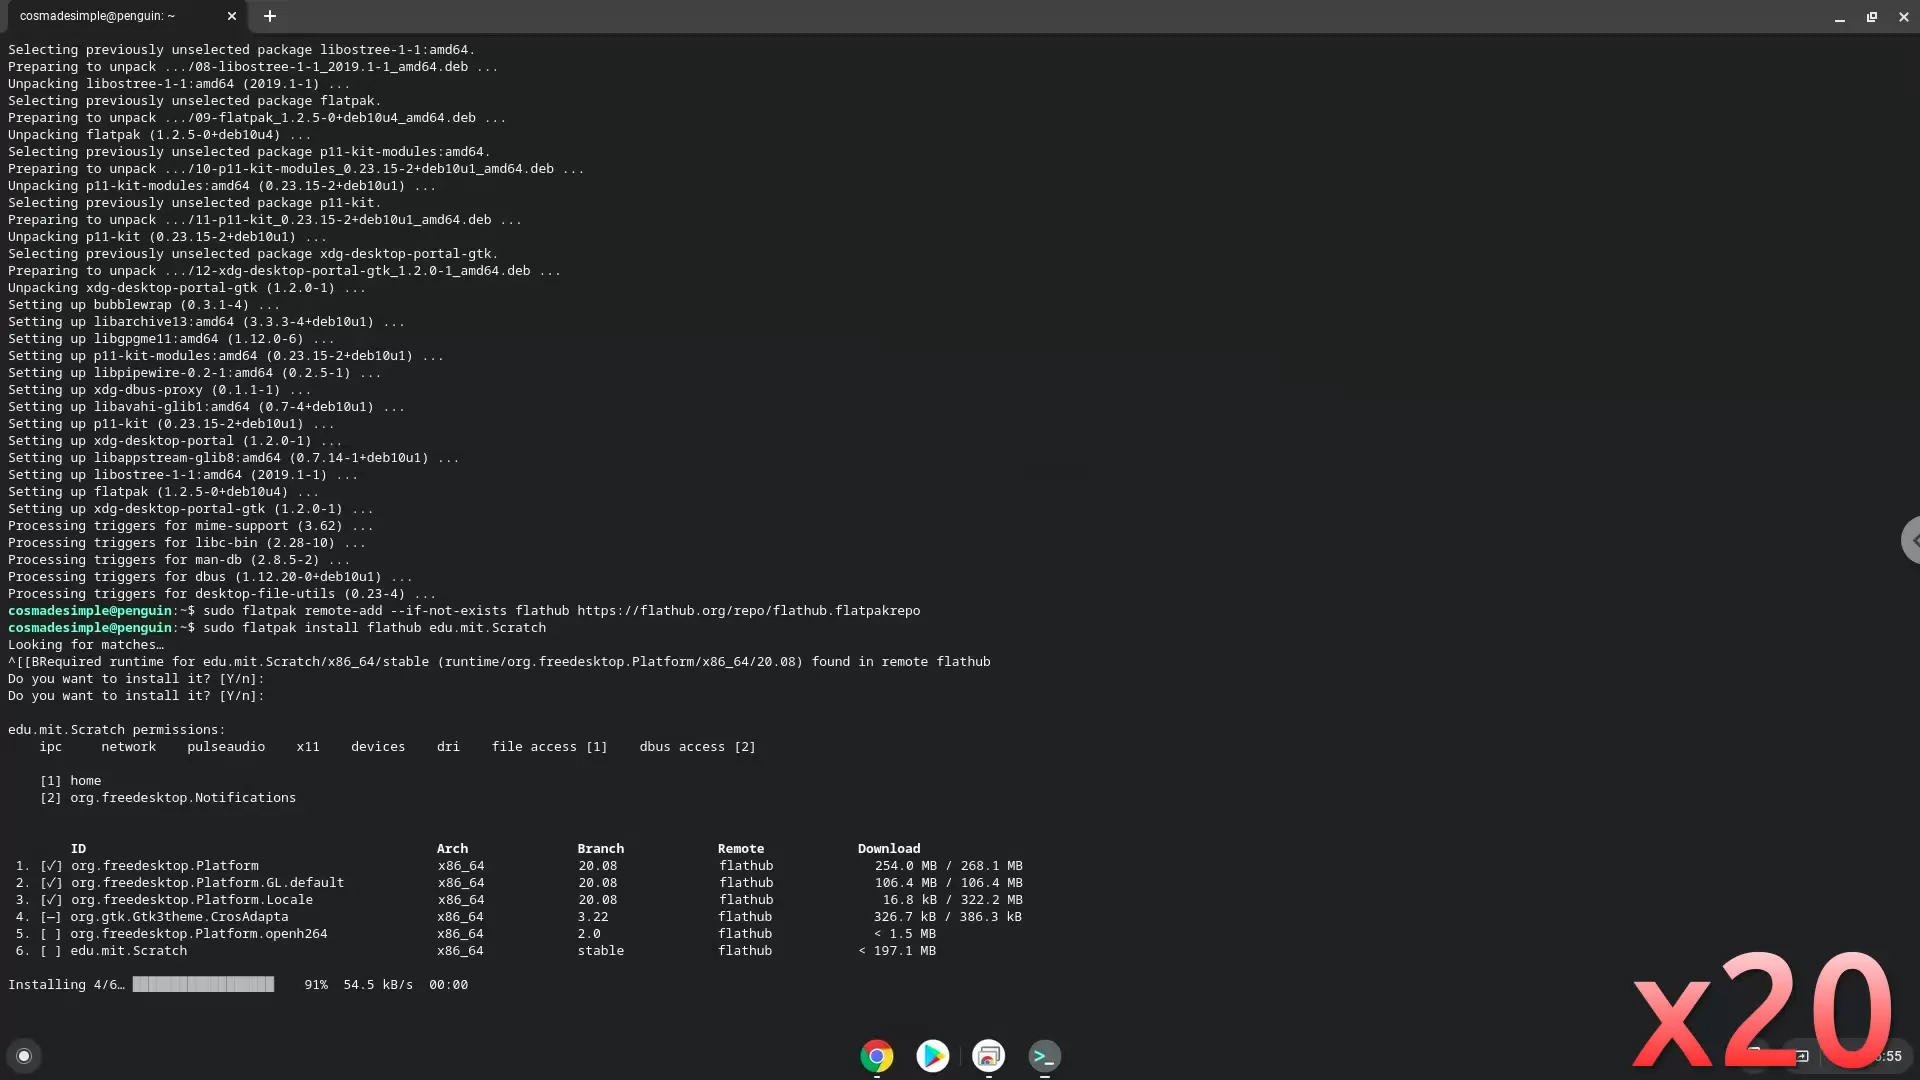 cosmadesimple@penguin: ~
Selecting previously unselected package libostree-1-1:amd64.
Preparing to unpack .../08-libostree-1-1_2019.1-1_amd64.deb ...
Unpacking libostree-1-1:amd64 (2019.1-1) ...
Selecting previously unselected package flatpak.
Preparing to unpack .../09-flatpak_1.2.5-0+deb10u4_amd64.deb ...
Unpacking flatpak (1.2.5-0+deb10u4) ...
Selecting previously unselected package p11-kit-modules:amd64.
Preparing to unpack .../10-p11-kit-modules_0.23.15-2+deb10u1_amd64.deb ...
Unpacking p11-kit-modules:amd64 (0.23.15-2+deb10u1) ...
Selecting previously unselected package p11-kit.
Preparing to unpack .../11-p11-kit_0.23.15-2+deb10u1_amd64.deb ...
Unpacking p11-kit (0.23.15-2+deb10u1) ...
Selecting previously unselected package xdg-desktop-portal-gtk.
Preparing to unpack .../12-xdg-desktop-portal-gtk_1.2.0-1_amd64.deb ...
Unpacking xdg-desktop-portal-gtk (1.2.0-1) ...
Setting up bubblewrap (0.3.1-4) ...
Setting up libarchive13:amd64 (3.3.3-4+deb10u1) ...
Setting up libgpgme11:amd64 (1.12.0-6) ...
Setting up p11-kit-modules:amd64 (0.23.15-2+deb10u1) ...
Setting up libpipewire-0.2-1:amd64 (0.2.5-1) ...
Setting up xdg-dbus-proxy (0.1.1-1) ...
Setting up libavahi-glib1:amd64 (0.7-4+deb10u1) ...
Setting up p11-kit (0.23.15-2+deb10u1) ...
Setting up xdg-desktop-portal (1.2.0-1) ...
Setting up libappstream-glib8:amd64 (0.7.14-1+deb10u1) ...
Setting up libostree-1-1:amd64 (2019.1-1) ...
Setting up flatpak (1.2.5-0+deb10u4) ...
Setting up xdg-desktop-portal-gtk (1.2.0-1) ...
Processing triggers for mime-support (3.62) ...
Processing triggers for libc-bin (2.28-10) ...
Processing triggers for man-db (2.8.5-2) ...
Processing triggers for dbus (1.12.20-0+deb10u1) ...
Processing triggers for desktop-file-utils (0.23-4) ...
cosmadesimple@penguin:~$ sudo flatpak remote-add --if-not-exists flathub https://flathub.org/repo/flathub.flatpakrepo
cosmadesimple@penguin:~$ sudo flatpak install flathub edu.mit.Scratch
Looking for matches…
^[[BRequired runtime for edu.mit.Scratch/x86_64/stable (runtime/org.freedesktop.Platform/x86_64/20.08) found in remote flathub
Do you want to install it? [Y/n]:
Do you want to install it? [Y/n]:
edu.mit.Scratch permissions:
ipc network pulseaudio x11 devices dri file access [1] dbus access [2]
[1] home
[2] org.freedesktop.Notifications
ID Arch Branch Remote Download
1. [✓] org.freedesktop.Platform x86_64 20.08 flathub 254.0 MB / 268.1 MB
2. [✓] org.freedesktop.Platform.GL.default x86_64 20.08 flathub 106.4 MB / 106.4 MB
3. [✓] org.freedesktop.Platform.Locale x86_64 20.08 flathub 16.8 kB / 322.2 MB
4. [—] org.gtk.Gtk3theme.CrosAdapta x86_64 3.22 flathub 326.7 kB / 386.3 kB
5. [ ] org.freedesktop.Platform.openh264 x86_64 2.0 flathub < 1.5 MB
6. [ ] edu.mit.Scratch x86_64 stable flathub < 197.1 MB
Installing 4/6… 91% 54.5 kB/s 00:00
x20
:55